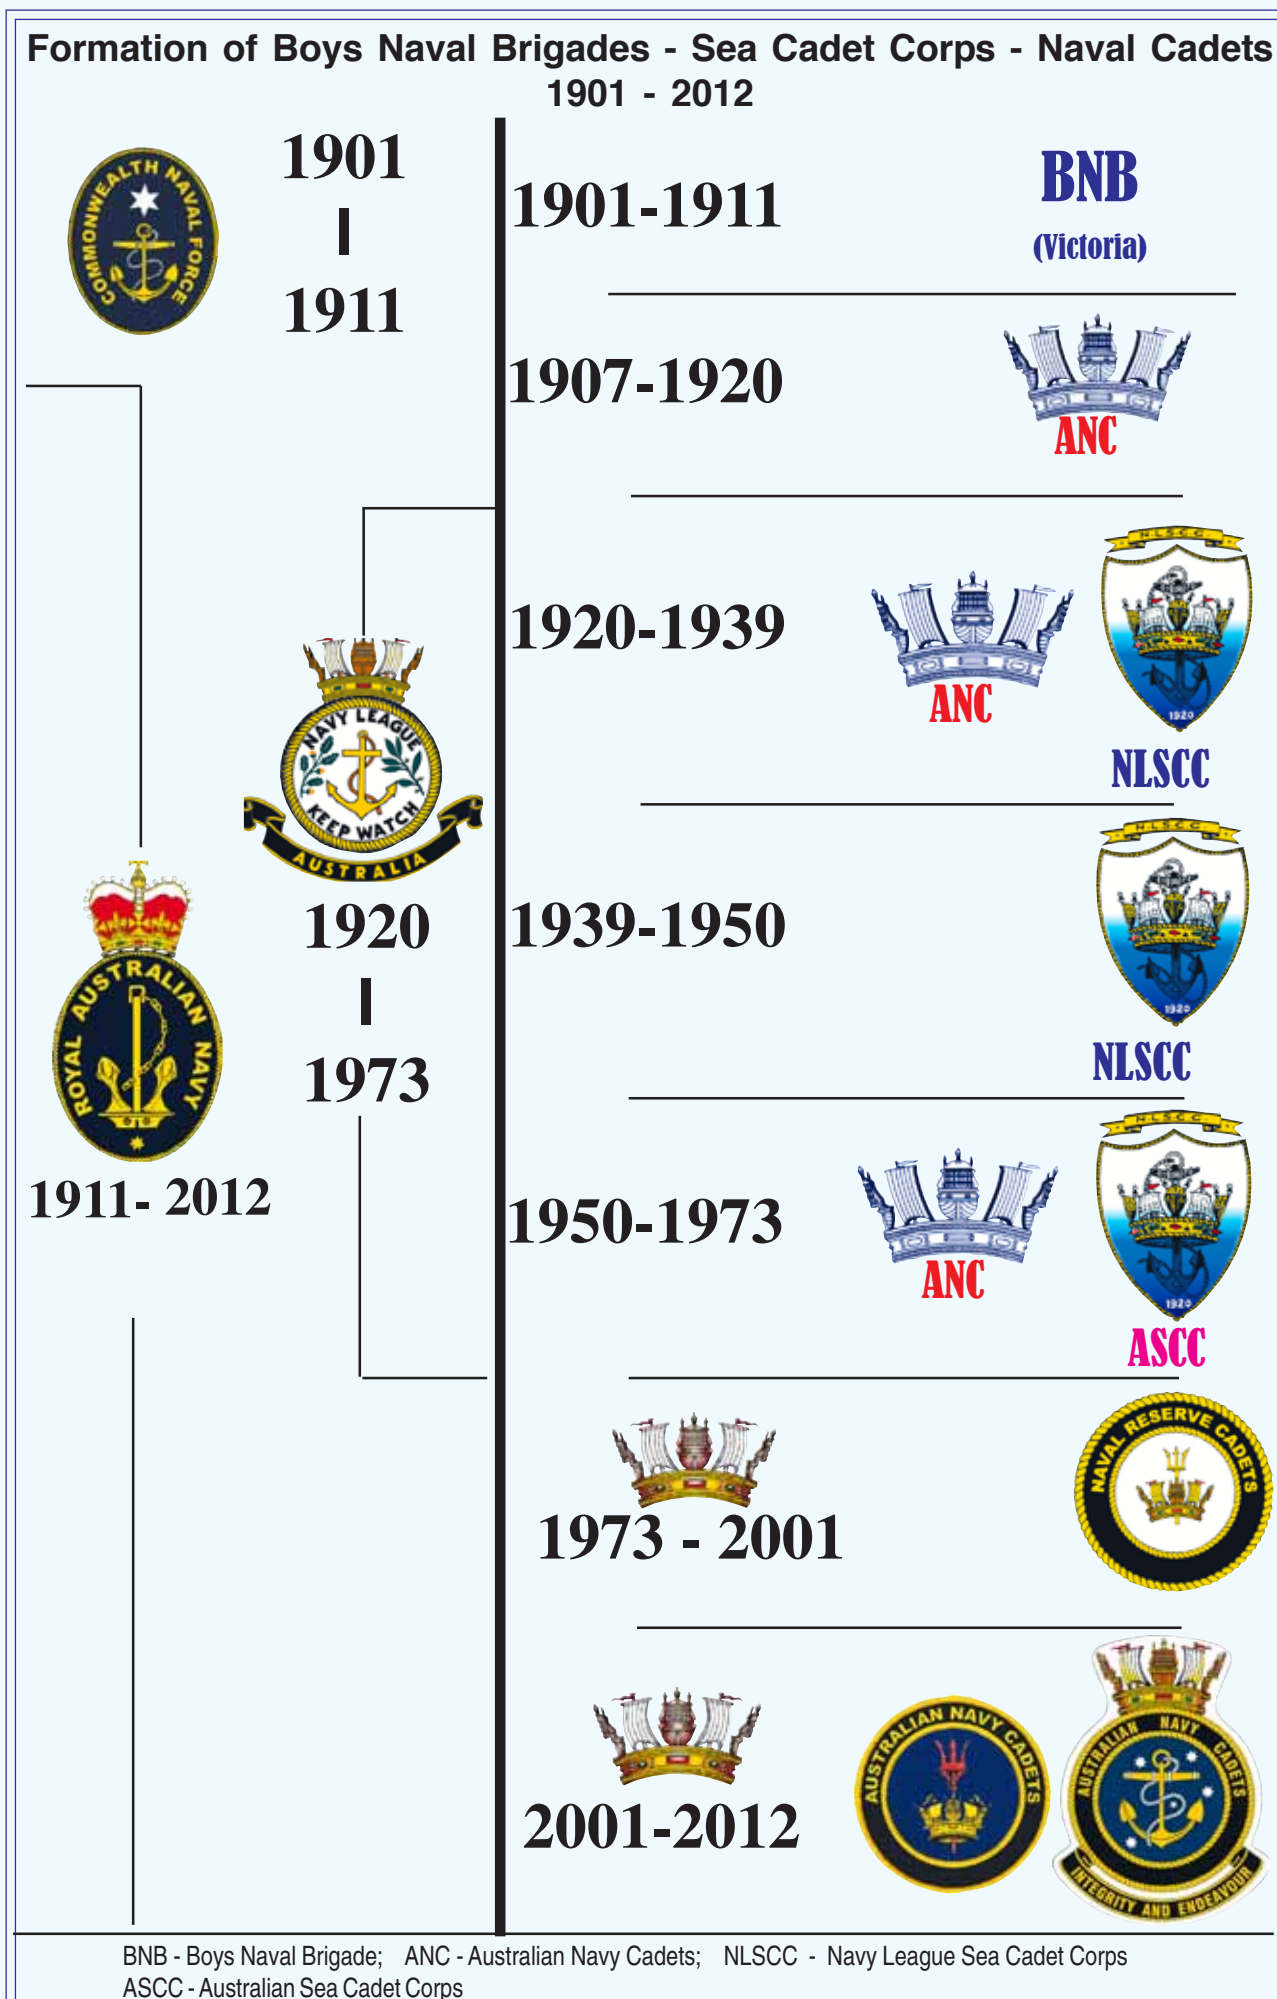 Formation of Boys Naval Brigades - Sea Cadet Corps - Naval Cadets
1901 - 2012
COMMONWEALTH NAVAL FORCE
1901
1911
1901-1911
BNB
(Victoria)
1907-1920
ANC
1920-1939
ANC
N.L.S.C.C.
1920
NLSCC
NAVY LEAGUE
KEEP WATCH
AUSTRALIA
1920
1973
1939-1950
N.L.S.C.C.
1920
NLSCC
ROYAL AUSTRALIAN NAVY
1911- 2012
1950-1973
ANC
N.L.S.C.C.
1920
ASCC
1973 - 2001
NAVAL RESERVE CADETS
2001-2012
AUSTRALIAN NAVY CADETS
AUSTRALIAN NAVY CADETS
INTEGRITY AND ENDEAVOUR
BNB - Boys Naval Brigade; ANC - Australian Navy Cadets; NLSCC - Navy League Sea Cadet Corps
ASCC - Australian Sea Cadet Corps